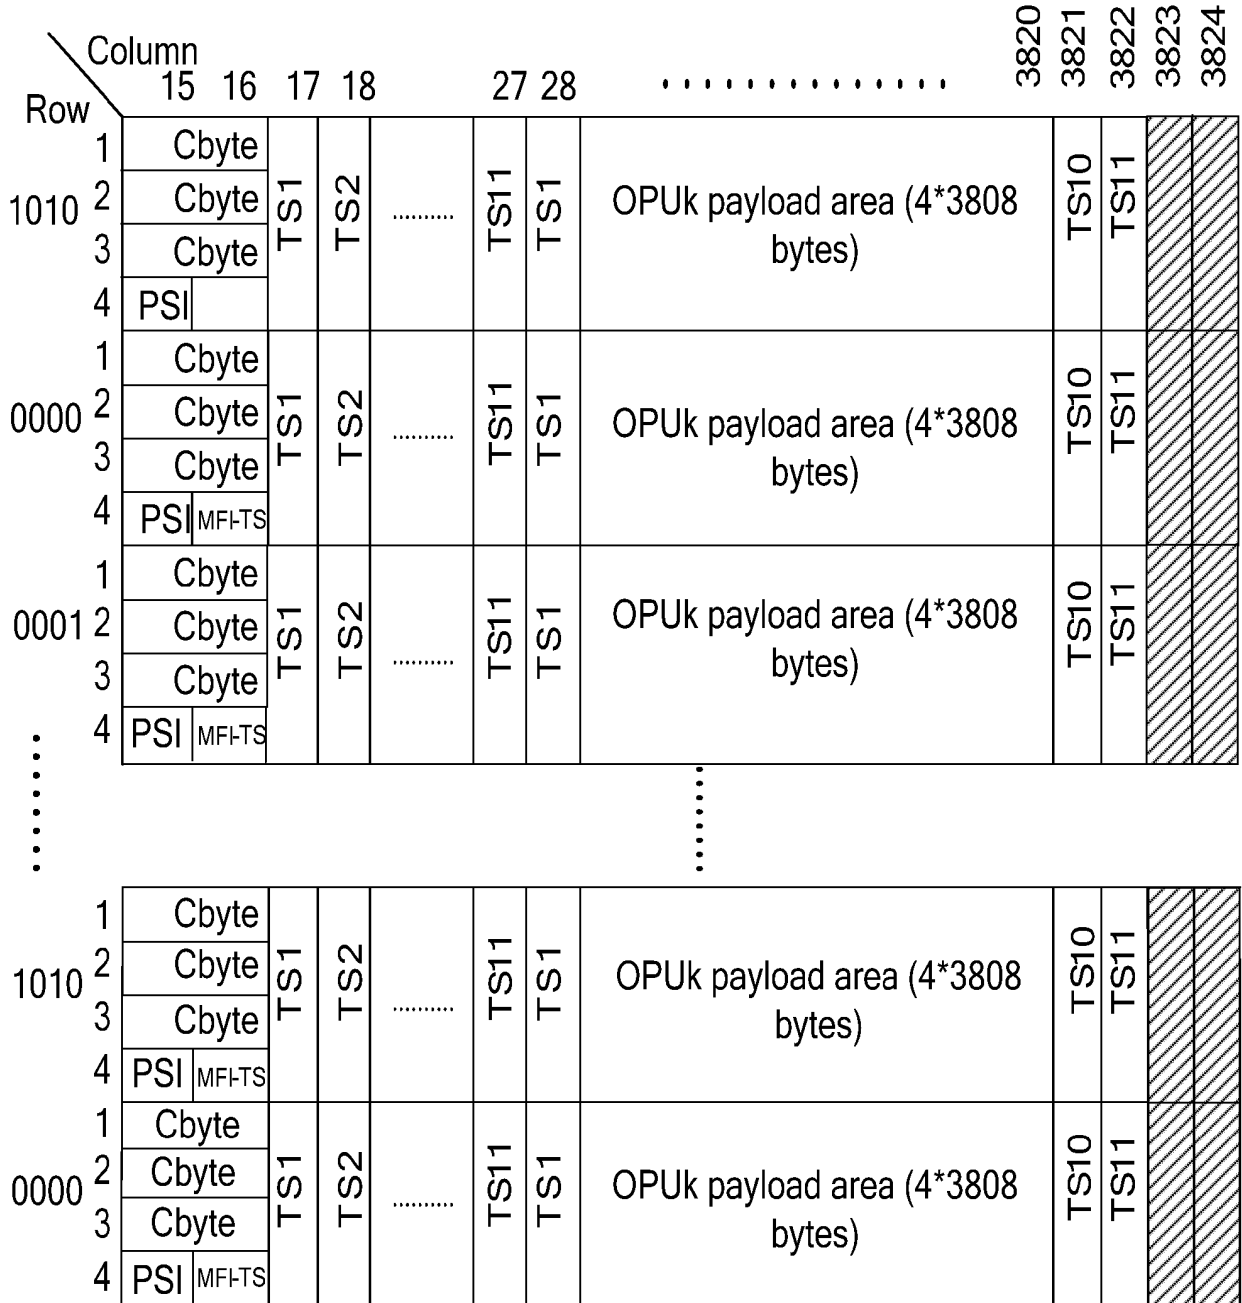 Column
Row
15 16 17 18 27 28 .............. 3820 3821 3822 3823 3824
1 Cbyte
1010 2 Cbyte TS1 TS2 .......... TS11 TS1 OPUk payload area (4*3808 TS10 TS11
3 Cbyte bytes)
4 PSI
1 Cbyte
0000 2 Cbyte TS1 TS2 .......... TS11 TS1 OPUk payload area (4*3808 TS10 TS11
3 Cbyte bytes)
4 PSI MFI-TS
1 Cbyte
0001 2 Cbyte TS1 TS2 .......... TS11 TS1 OPUk payload area (4*3808 TS10 TS11
3 Cbyte bytes)
4 PSI MFI-TS
1 Cbyte
1010 2 Cbyte TS1 TS2 .......... TS11 TS1 OPUk payload area (4*3808 TS10 TS11
3 Cbyte bytes)
4 PSI MFI-TS
1 Cbyte
0000 2 Cbyte TS1 TS2 .......... TS11 TS1 OPUk payload area (4*3808 TS10 TS11
3 Cbyte bytes)
4 PSI MFI-TS